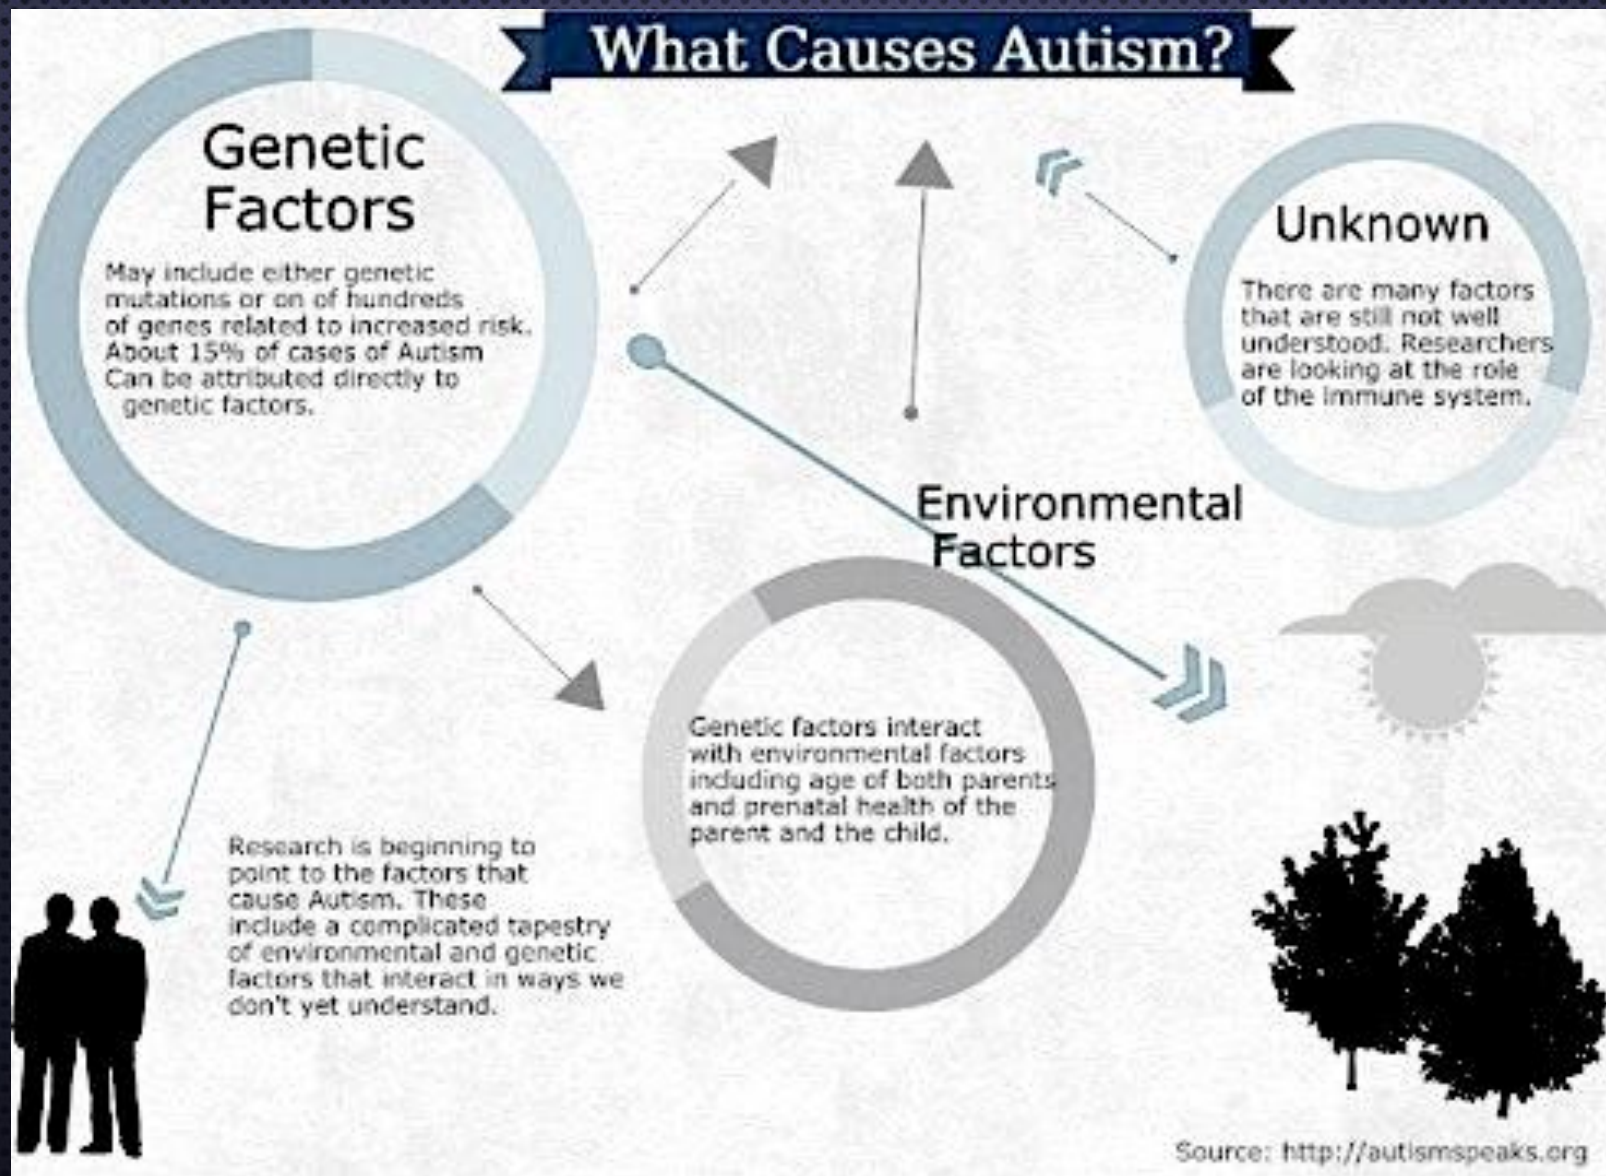 What Causes Autism?
Genetic
Factors
May include either genetic
mutations or on of hundreds
of genes related to increased risk.
About 15% of cases of Autism
Can be attributed directly to
genetic factors.
Unknown
There are many factors
that are still not well
understood. Researchers
are looking at the role
of the immune system.
Environmental
Factors
Genetic factors interact
with environmental factors
including age of both parents
and prenatal health of the
parent and the child.
Research is beginning to
point to the factors that
cause Autism. These
include a complicated tapestry
of environmental and genetic
factors that interact in ways we
don't yet understand.
Source: http://autismspeaks.org